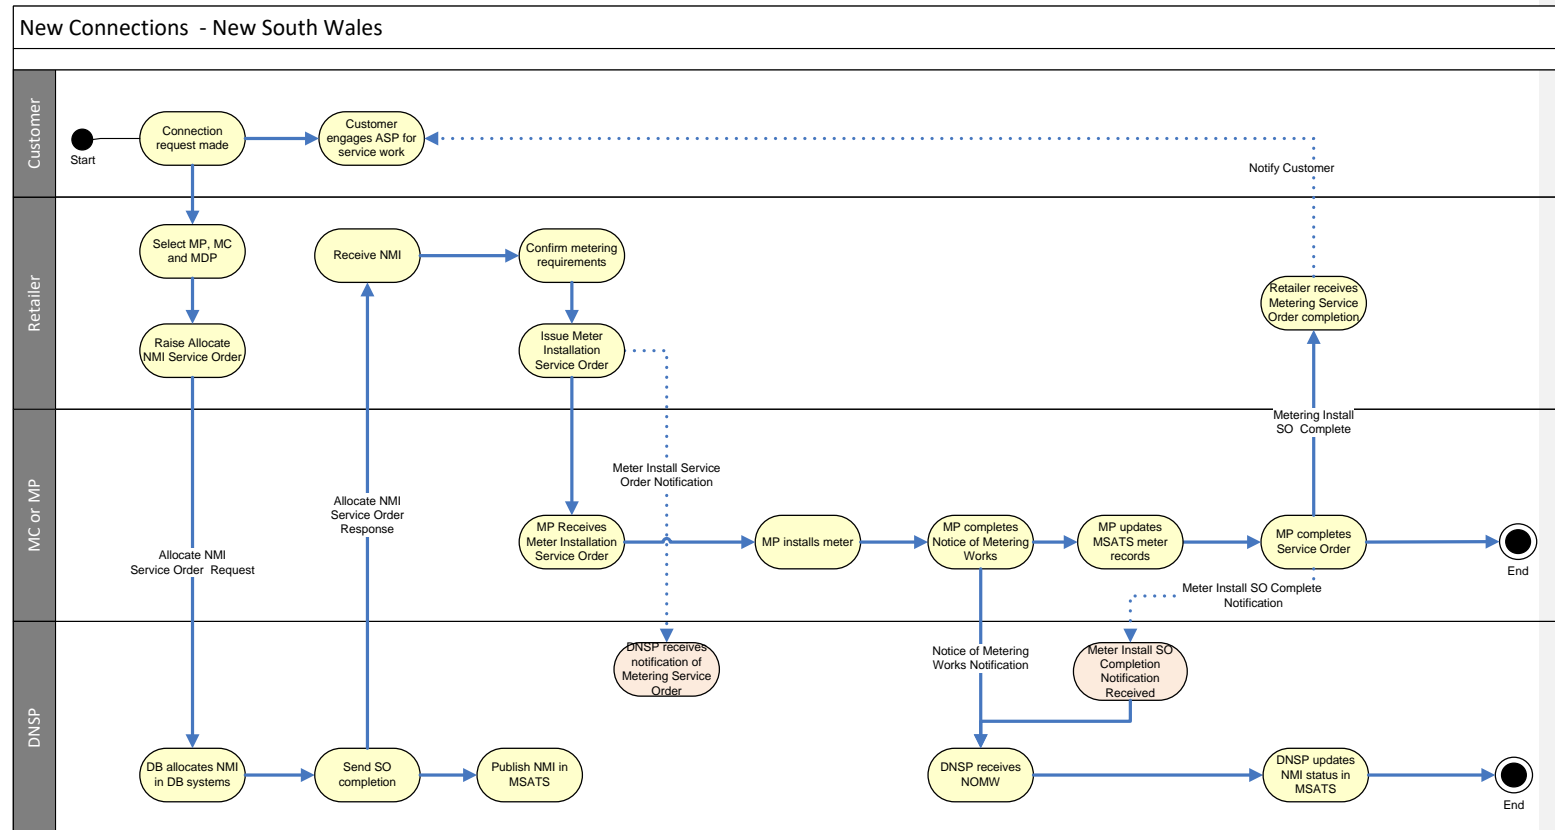 New Connections - New South Wales
Customer
Start
Connection
request made
Customer
engages ASP for
service work
Notify Customer
Retailer
Select MP, MC
and MDP
Receive NMI
Confirm metering
requirements
Raise Allocate
NMI Service Order
Issue Meter
Installation
Service Order
Retailer receives
Metering Service
Order completion
Metering Install
SO Complete
MC or MP
Meter Install Service
Order Notification
Allocate NMI
Service Order
Response
Allocate NMI
Service Order Request
MP Receives
Meter Installation
Service Order
MP installs meter
MP completes
Notice of Metering
Works
MP updates
MSATS meter
records
MP completes
Service Order
End
Meter Install SO Complete
Notification
DNSP
DNSP receives
notification of
Metering Service
Order
Notice of Metering
Works Notification
Meter Install SO
Completion
Notification
Received
DB allocates NMI
in DB systems
Send SO
completion
Publish NMI in
MSATS
DNSP receives
NOMW
DNSP updates
NMI status in
MSATS
End